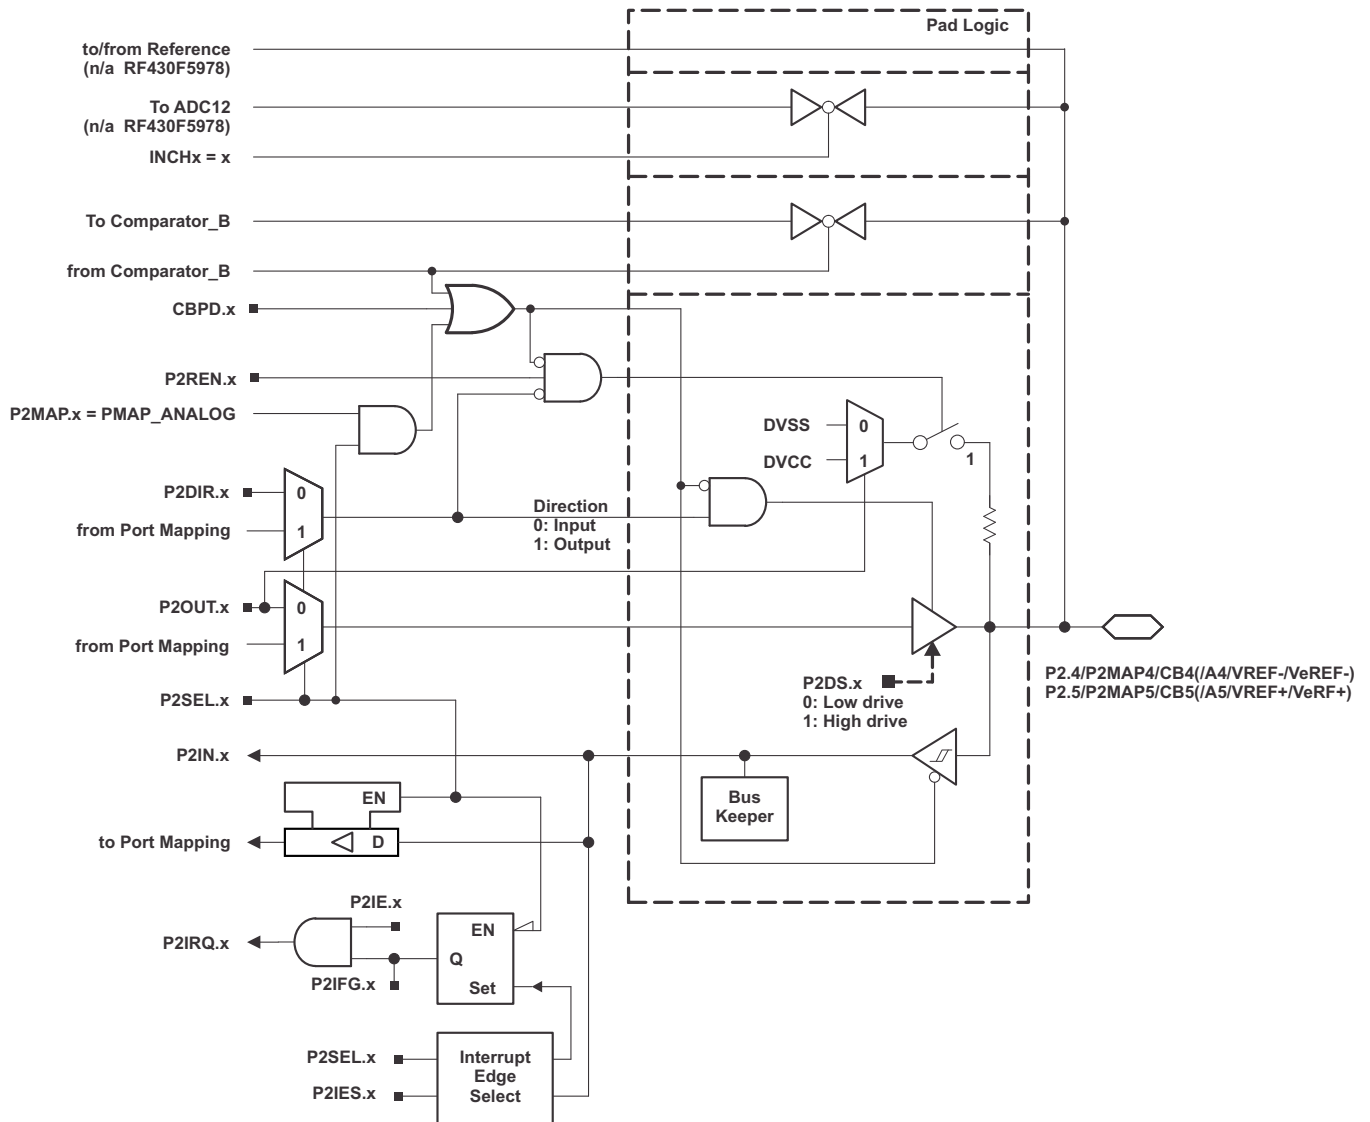 Pad Logic
to/from Reference
(n/a RF430F5978)
To ADC12
(n/a RF430F5978)
INCHx = x
To Comparator_B
from Comparator_B
CBPD.x
P2REN.x
P2MAP.x = PMAP_ANALOG
DVSS
0
DVCC
1
1
P2DIR.x
0
from Port Mapping
1
Direction
0: Input
1: Output
P2OUT.x
0
from Port Mapping
1
P2SEL.x
P2DS.x
0: Low drive
1: High drive
P2.4/P2MAP4/CB4(/A4/VREF-/VeREF-)
P2.5/P2MAP5/CB5(/A5/VREF+/VeRF+)
P2IN.x
EN
Bus
Keeper
to Port Mapping
D
P2IE.x
P2IRQ.x
EN
Q
P2IFG.x
Set
P2SEL.x
P2IES.x
Interrupt
Edge
Select